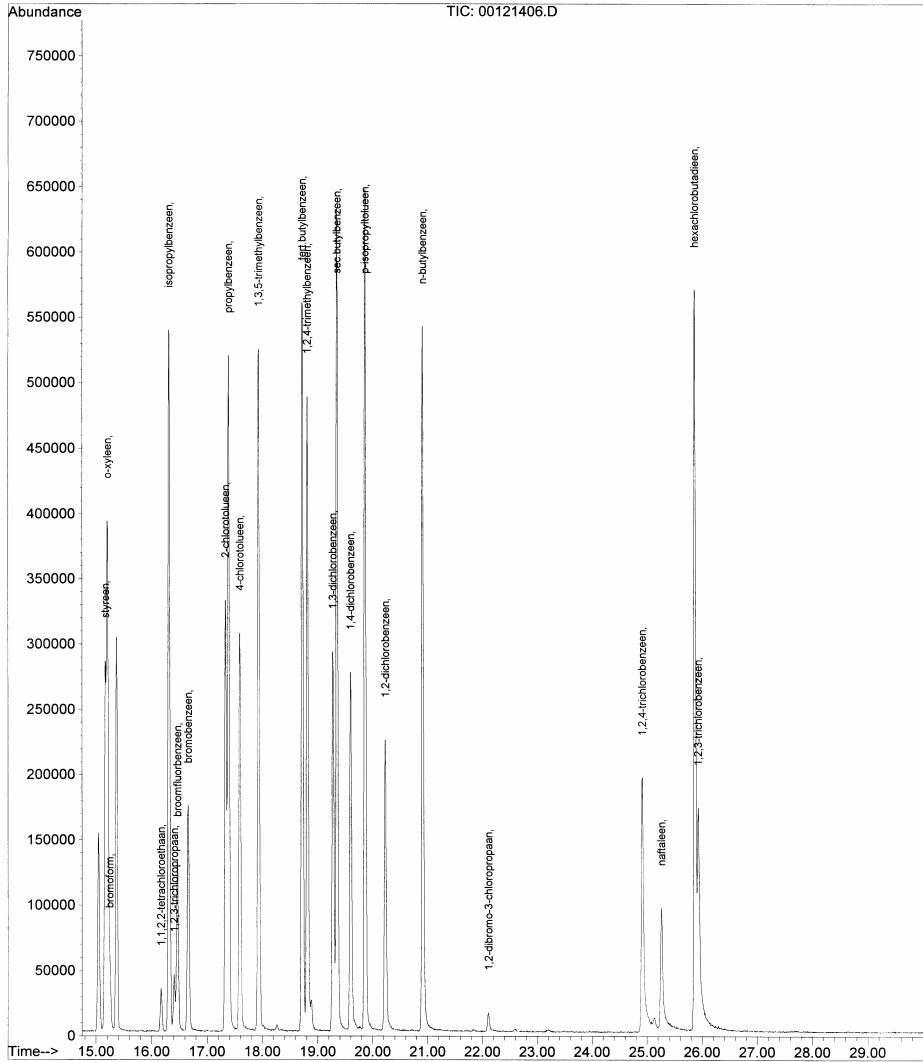 Abundance
TIC: 00121406.D
750000
700000
650000
600000
550000
500000
450000
400000
350000
300000
250000
200000
150000
100000
50000
0
Time-->
15.00 16.00 17.00 18.00 19.00 20.00 21.00 22.00 23.00 24.00 25.00 26.00 27.00 28.00 29.00
styreen,
o-xyleen,
bromoform,
1,1,2,2-tetrachloroethaan,
isopropylbenzeen,
1,2,3-trichloropropaan,
broomfluorbenzeen,
bromobenzeen,
2-chlorotolueen,
propylbenzeen,
4-chlorotolueen,
1,3,5-trimethylbenzeen,
tert.butylbenzeen,
1,2,4-trimethylbenzeen,
1,3-dichlorobenzeen,
sec.butylbenzeen,
1,4-dichlorobenzeen,
p-isopropyltolueen,
1,2-dichlorobenzeen,
n-butylbenzeen,
1,2-dibromo-3-chloropropaan,
1,2,4-trichlorobenzeen,
naftaleen,
hexachlorobutadieen,
1,2,3-trichlorobenzeen,